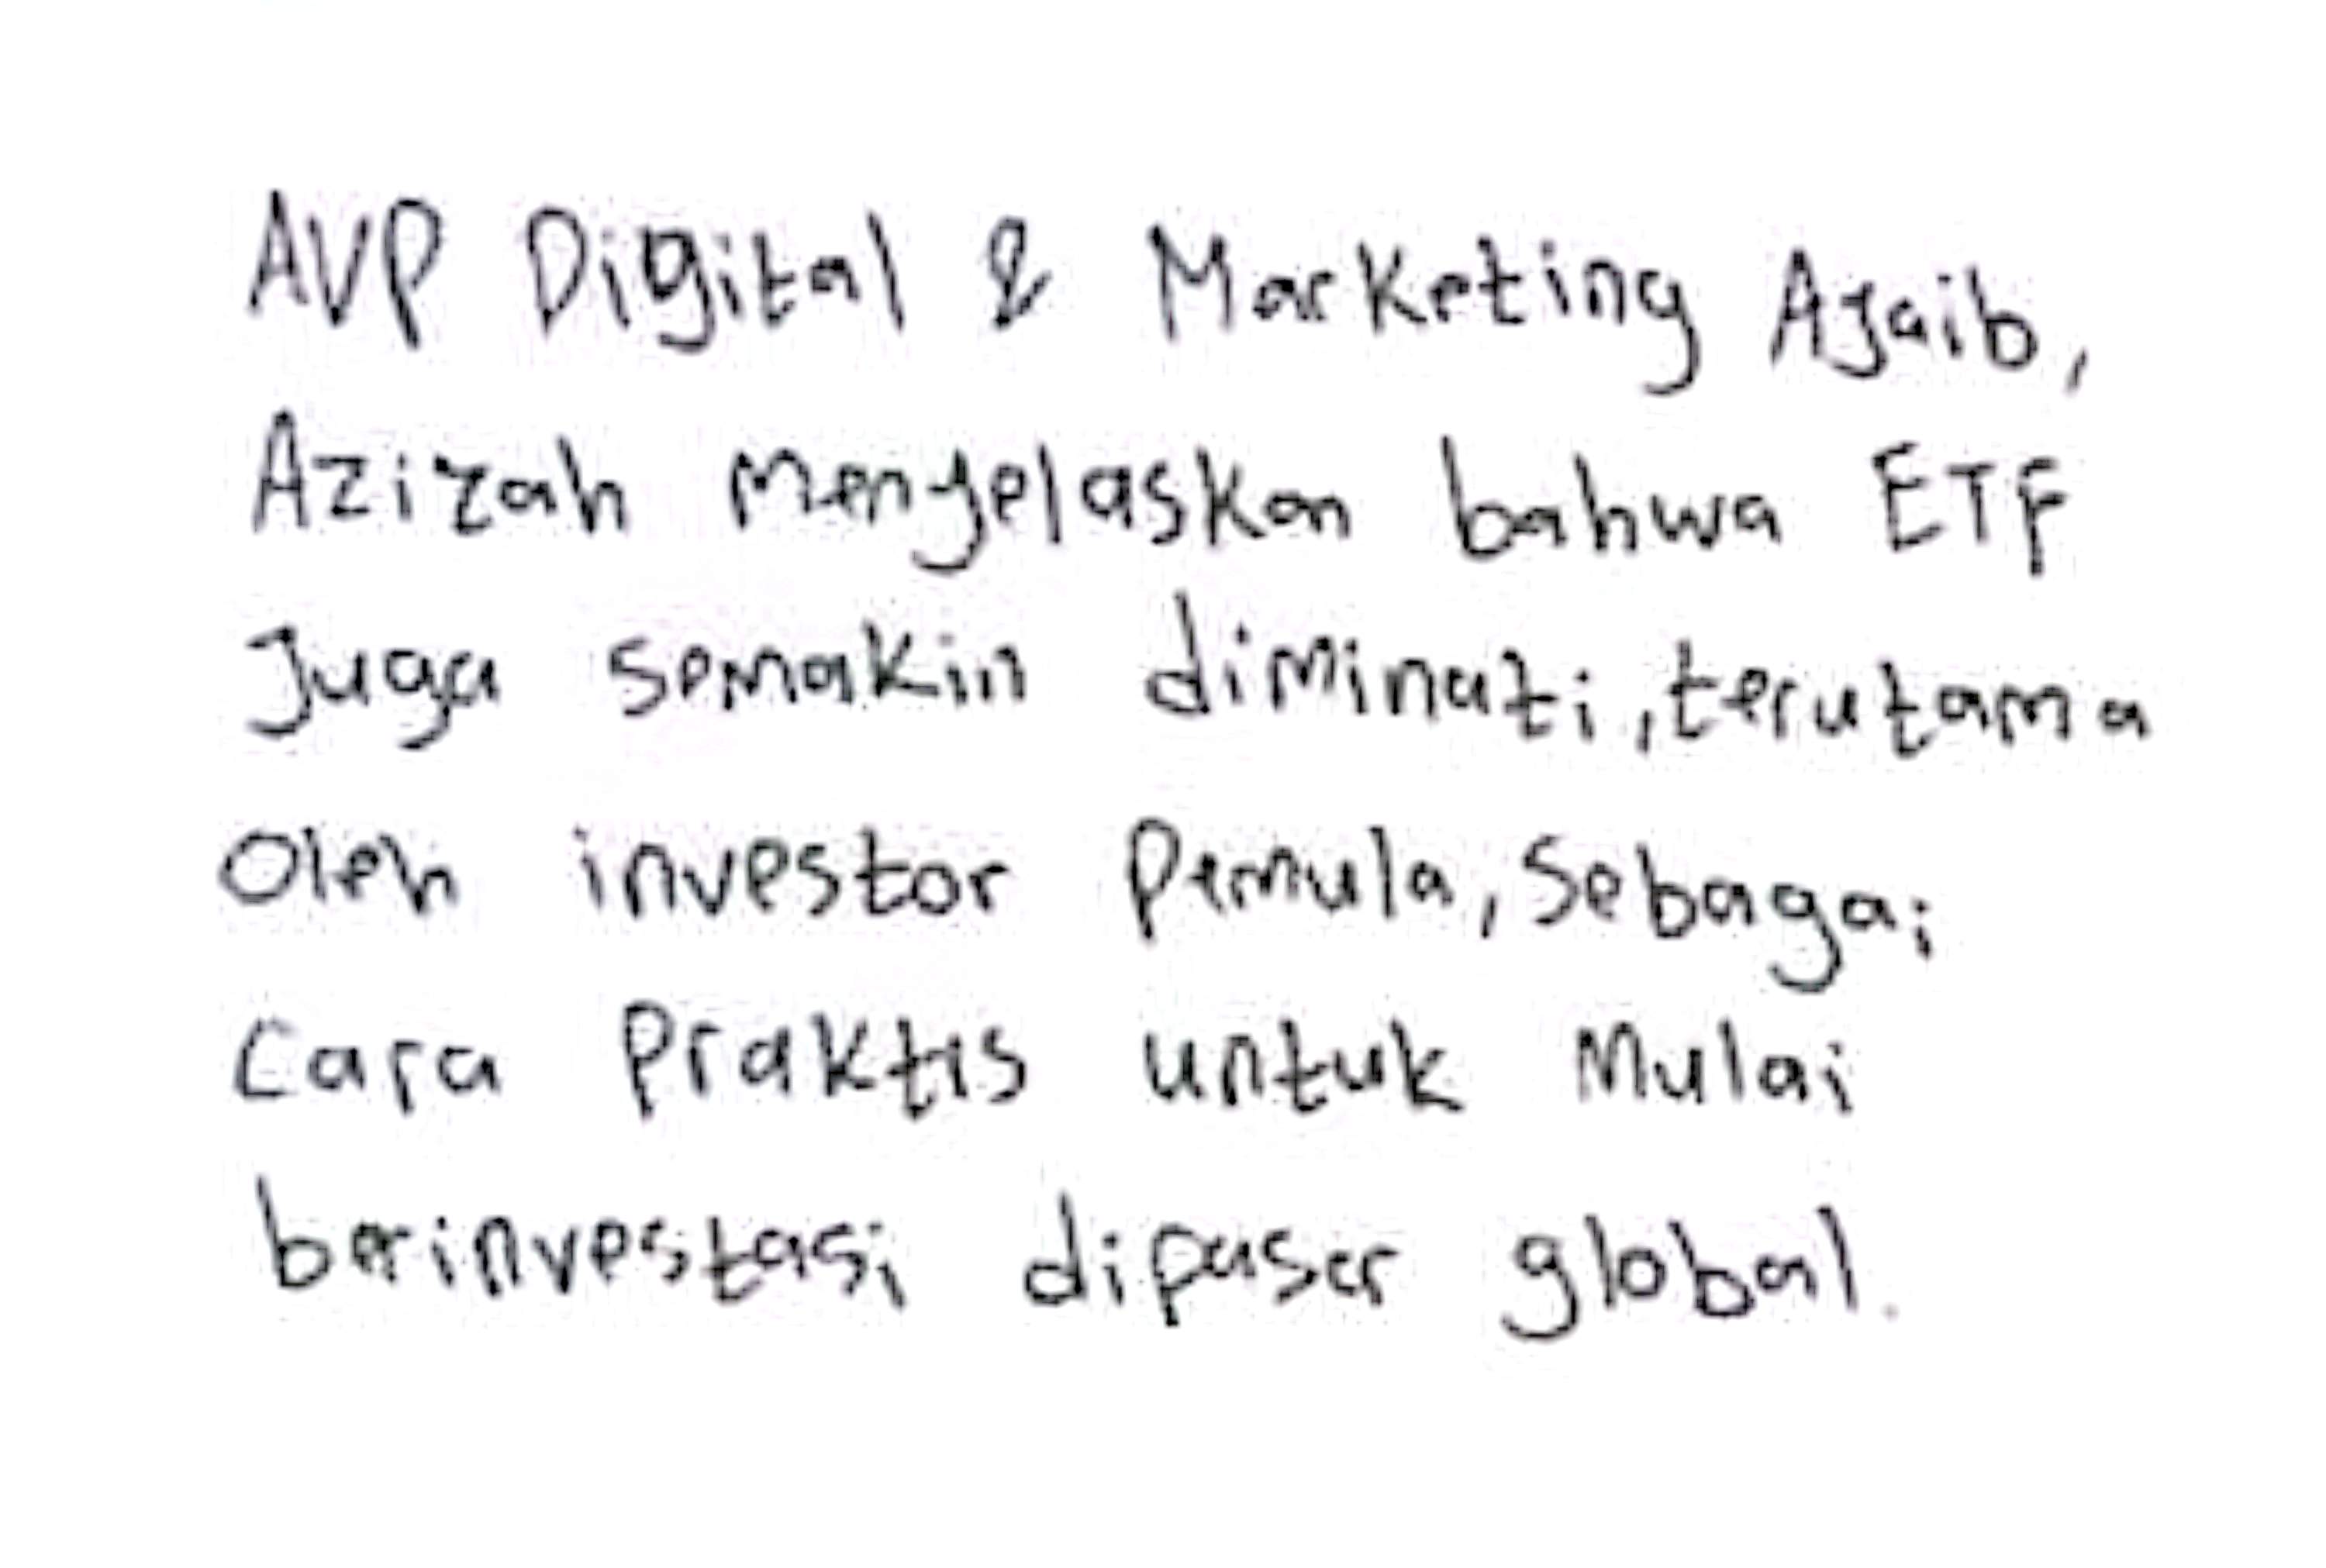 AVP Digital & Marketing Ajaib,
Azizah menjelaskan bahwa ETF
Juga semakin diminati, terutama
Oleh investor Pemula, Sebagai
Cara Praktis untuk Mulai
berinvestasi dipasar global.